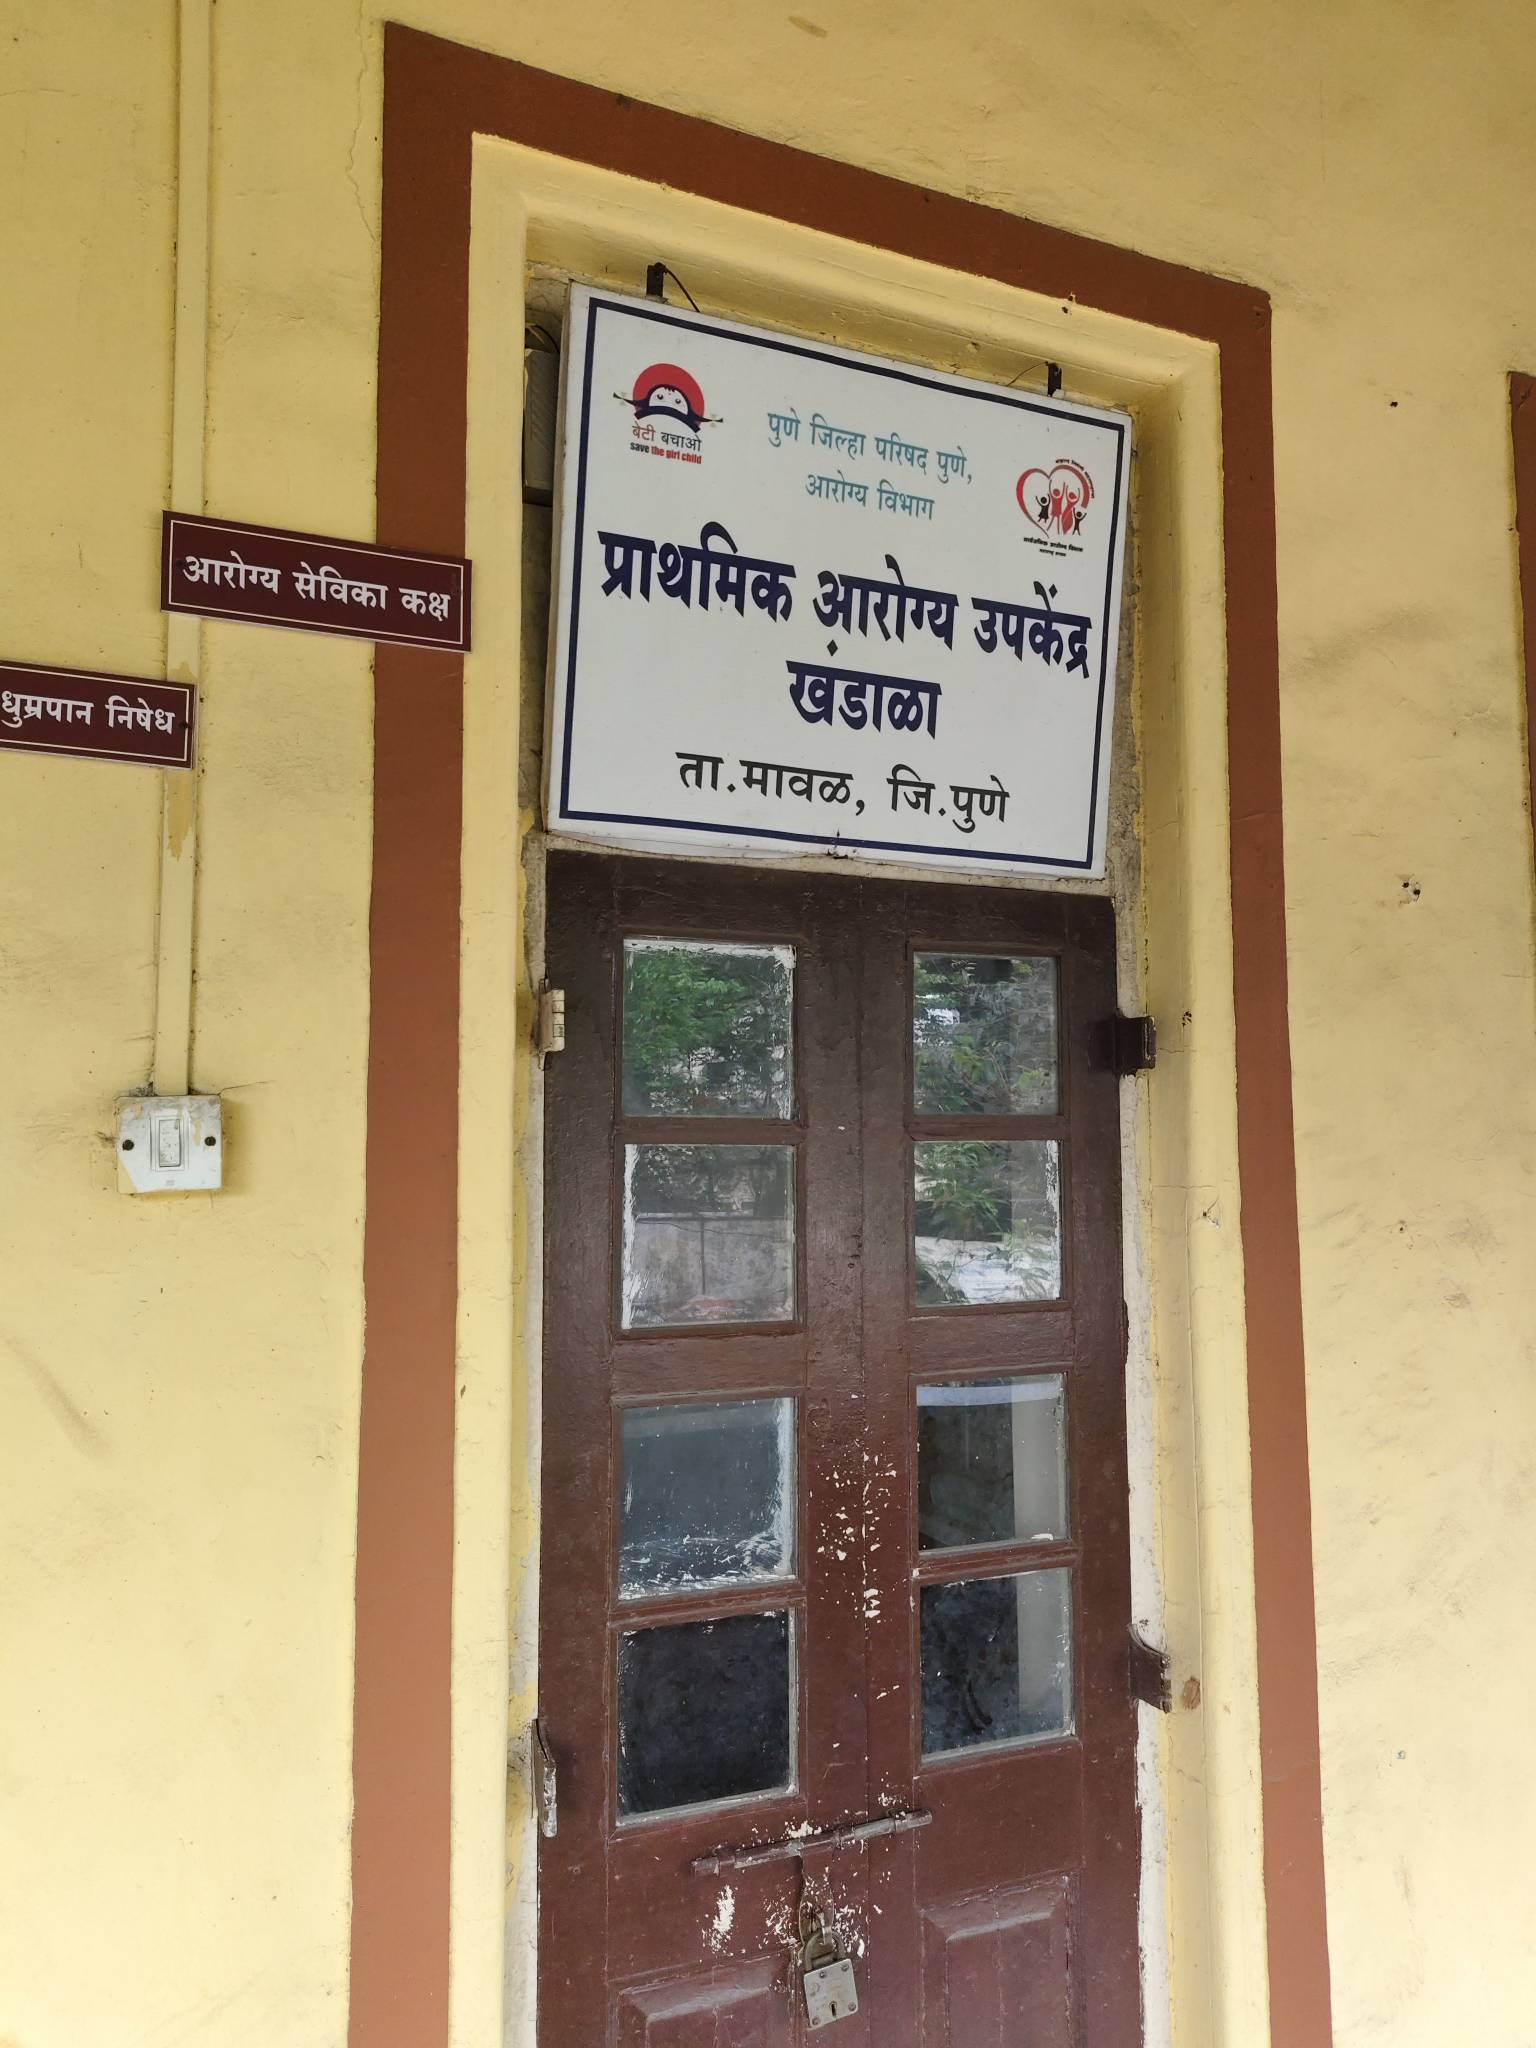 बेटी बचाओ
save the girl child
पुणे जिल्हा परिषद पुणे,
आरोग्य विभाग
प्राथमिक आरोग्य उपकेंद्र
खंडाळा
ता.मावळ, जि.पुणे
आरोग्य सेविका कक्ष
धुम्रपान निषेध